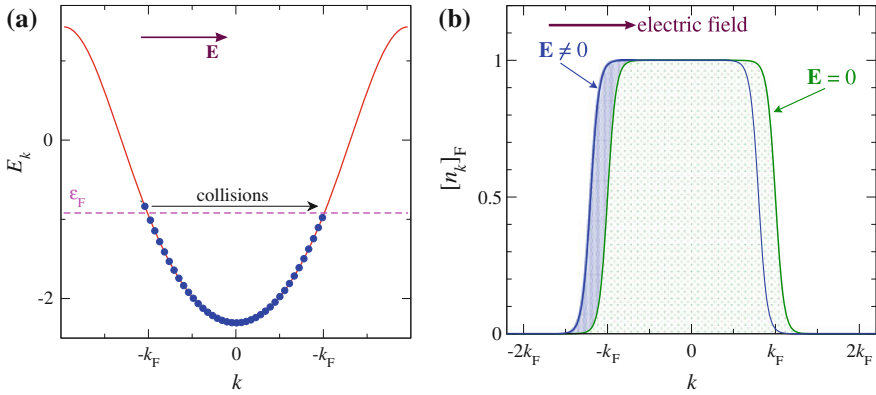 (a)
E
E_k
0
-2
ε_F
collisions
-k_F 0 -k_F
k
(b)
electric field
E ≠ 0
E = 0
[n_k]_F
1
0.5
0
-2k_F -k_F 0 k_F 2k_F
k